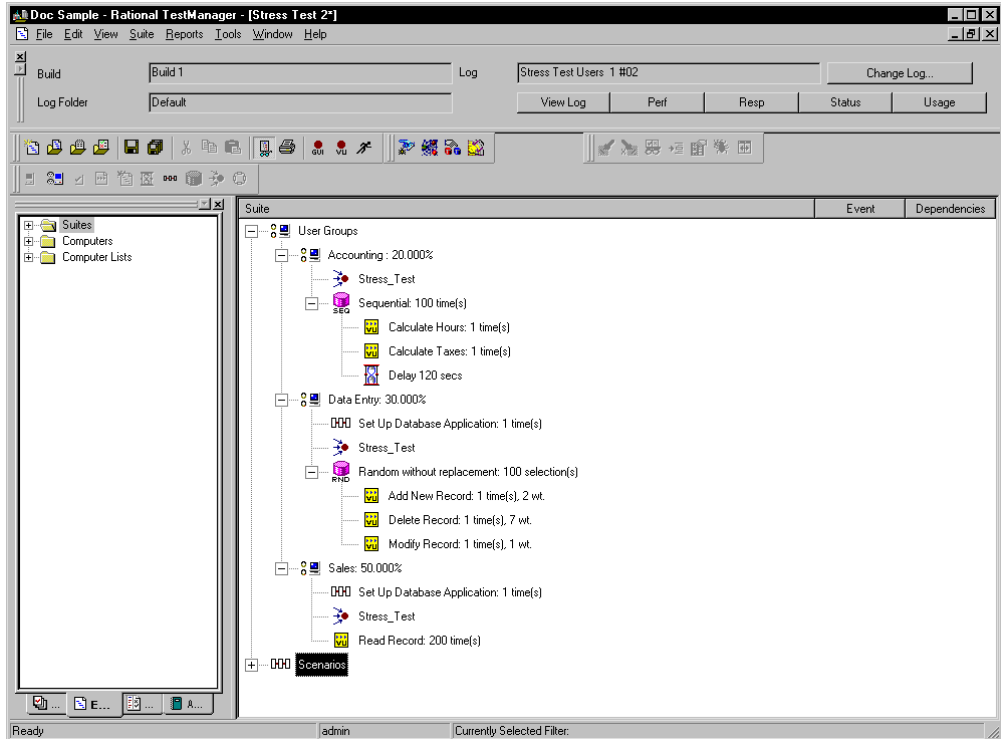 Doc Sample - Rational TestManager - [Stress Test 2*]
File Edit View Suite Reports Tools Window Help
Build Build 1 Log Stress Test Users 1 #02 Change Log...
Log Folder Default View Log Perf Resp Status Usage
GUI VU
Suites
Computers
Computer Lists
Suite Event Dependencies
User Groups
Accounting : 20.000%
Stress_Test
SEQ Sequential: 100 time(s)
VU Calculate Hours: 1 time(s)
VU Calculate Taxes: 1 time(s)
Delay 120 secs
Data Entry: 30.000%
Set Up Database Application: 1 time(s)
Stress_Test
RND Random without replacement: 100 selection(s)
VU Add New Record: 1 time(s), 2 wt.
VU Delete Record: 1 time(s), 7 wt.
VU Modify Record: 1 time(s), 1 wt.
Sales: 50.000%
Set Up Database Application: 1 time(s)
Stress_Test
VU Read Record: 200 time(s)
Scenarios
... E... ... A...
Ready admin Currently Selected Filter: